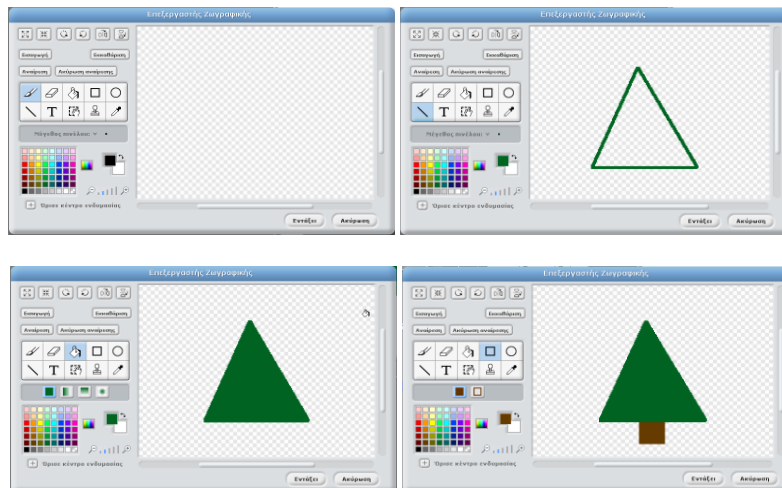 Επεξεργαστής Ζωγραφικής
Εισαγωγή Εκκαθάριση
Αναίρεση Ακύρωση αναίρεσης
T
Μέγεθος πινέλου:
Όρισε κέντρο ενδυμασίας
Εντάξει Ακύρωση
Επεξεργαστής Ζωγραφικής
Εισαγωγή Εκκαθάριση
Αναίρεση Ακύρωση αναίρεσης
T
Μέγεθος πινέλου:
Όρισε κέντρο ενδυμασίας
Εντάξει Ακύρωση
Επεξεργαστής Ζωγραφικής
Εισαγωγή Εκκαθάριση
Αναίρεση Ακύρωση αναίρεσης
T
Όρισε κέντρο ενδυμασίας
Εντάξει Ακύρωση
Επεξεργαστής Ζωγραφικής
Εισαγωγή Εκκαθάριση
Αναίρεση Ακύρωση αναίρεσης
T
Όρισε κέντρο ενδυμασίας
Εντάξει Ακύρωση